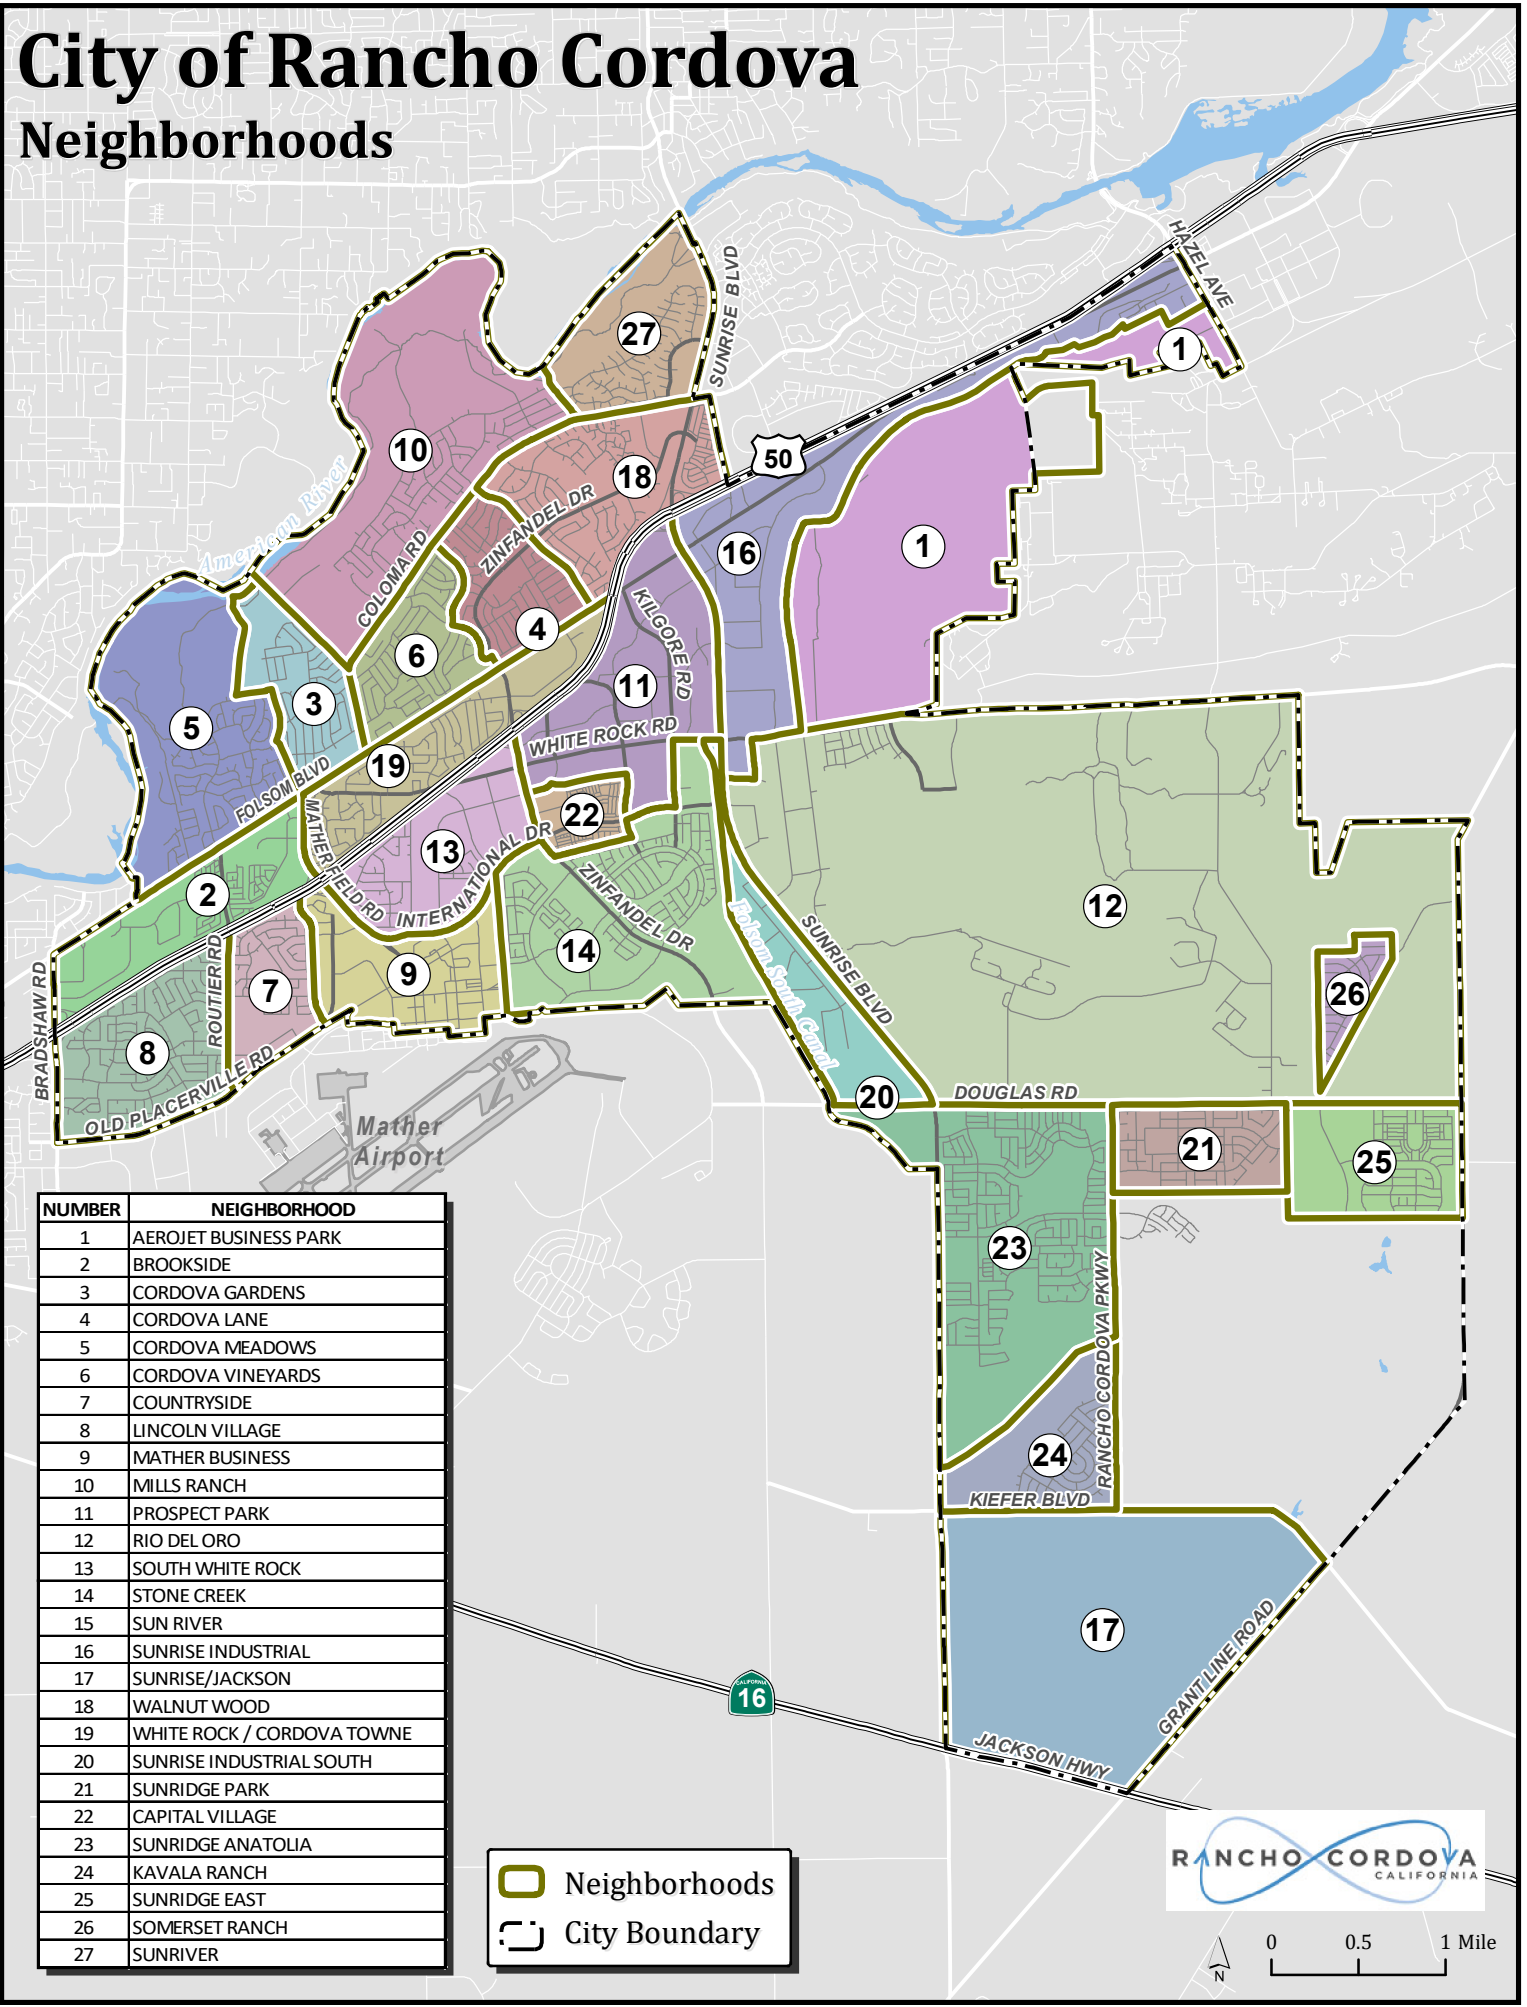 City of Rancho Cordova
Neighborhoods
HAZEL AVE
SUNRISE BLVD
27
1
10
50
18
American River
ZINFANDEL DR
COLOMA RD
16
1
KILGORE RD
4
6
11
3
5
WHITE ROCK RD
19
FOLSOM BLVD
22
MATHER FIELD RD
13
INTERNATIONAL DR
2
ZINFANDEL DR
12
Folsom South Canal
SUNRISE BLVD
14
BRADSHAW RD
ROUTIER RD
7
9
26
8
OLD PLACERVILLE RD
DOUGLAS RD
20
Mather
Airport
21
25
NUMBER NEIGHBORHOOD
1 AEROJET BUSINESS PARK
2 BROOKSIDE
3 CORDOVA GARDENS
4 CORDOVA LANE
5 CORDOVA MEADOWS
6 CORDOVA VINEYARDS
7 COUNTRYSIDE
8 LINCOLN VILLAGE
9 MATHER BUSINESS
10 MILLS RANCH
11 PROSPECT PARK
12 RIO DEL ORO
13 SOUTH WHITE ROCK
14 STONE CREEK
15 SUN RIVER
16 SUNRISE INDUSTRIAL
17 SUNRISE/JACKSON
18 WALNUT WOOD
19 WHITE ROCK / CORDOVA TOWNE
20 SUNRISE INDUSTRIAL SOUTH
21 SUNRIDGE PARK
22 CAPITAL VILLAGE
23 SUNRIDGE ANATOLIA
24 KAVALA RANCH
25 SUNRIDGE EAST
26 SOMERSET RANCH
27 SUNRIVER
23
RANCHO CORDOVA PKWY
24
KIEFER BLVD
17
GRANT LINE ROAD
CALIFORNIA
16
JACKSON HWY
Neighborhoods
City Boundary
RANCHO CORDOVA
CALIFORNIA
N
0 0.5 1 Mile